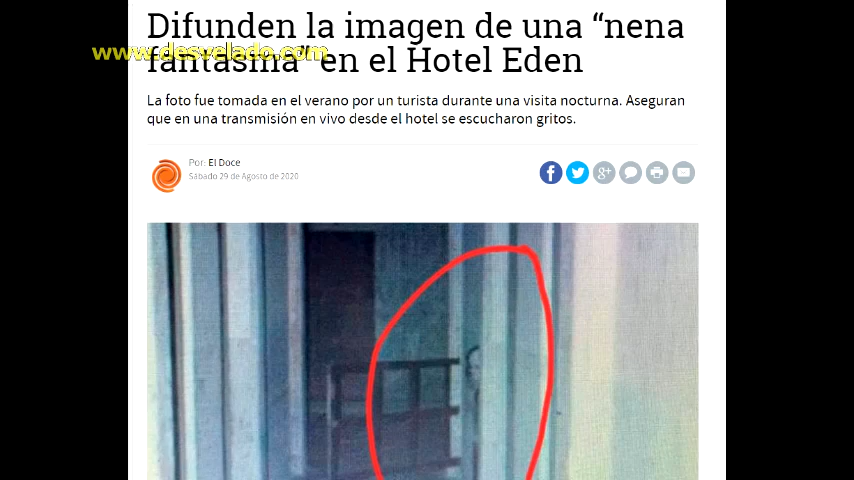 Difunden la imagen de una “nena
www.desvelado.com
fantasma” en el Hotel Eden
La foto fue tomada en el verano por un turista durante una visita nocturna. Aseguran
que en una transmisión en vivo desde el hotel se escucharon gritos.
Por: El Doce
Sábado 29 de Agosto de 2020